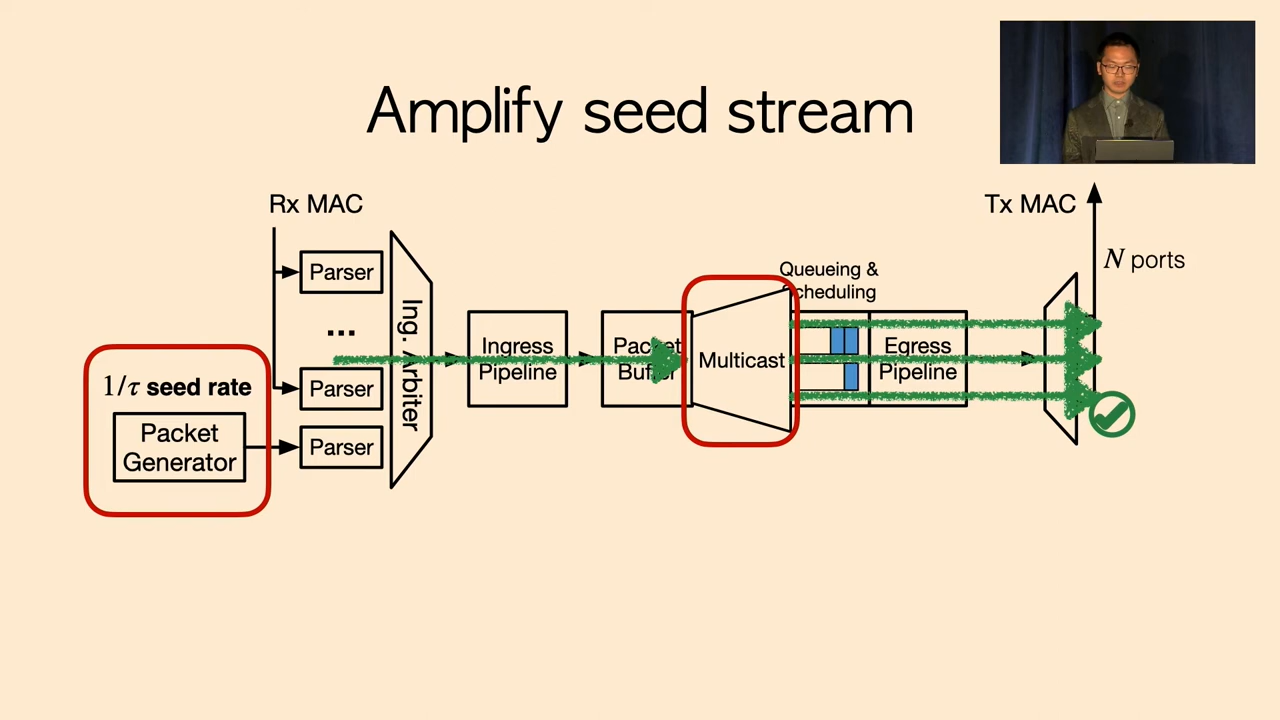 Amplify seed stream
Rx MAC
Tx MAC
N ports
Parser
...
Parser
Parser
Ing. Arbiter
1/τ seed rate
Packet
Generator
Ingress
Pipeline
Packet
Buffer
Multicast
Queueing &
Scheduling
Egress
Pipeline